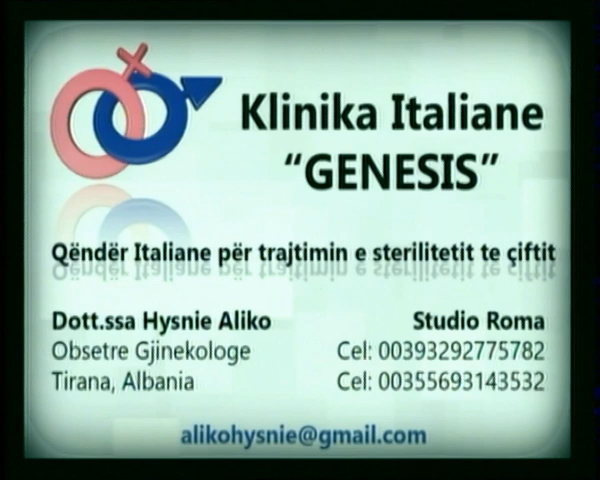 Klinika Italiane
“GENESIS”
Qëndër Italiane për trajtimin e sterilitetit te çiftit
Dott.ssa Hysnie Aliko
Obsetre Gjinekologe
Tirana, Albania
Studio Roma
Cel: 00393292775782
Cel: 00355693143532
alikohysnie@gmail.com